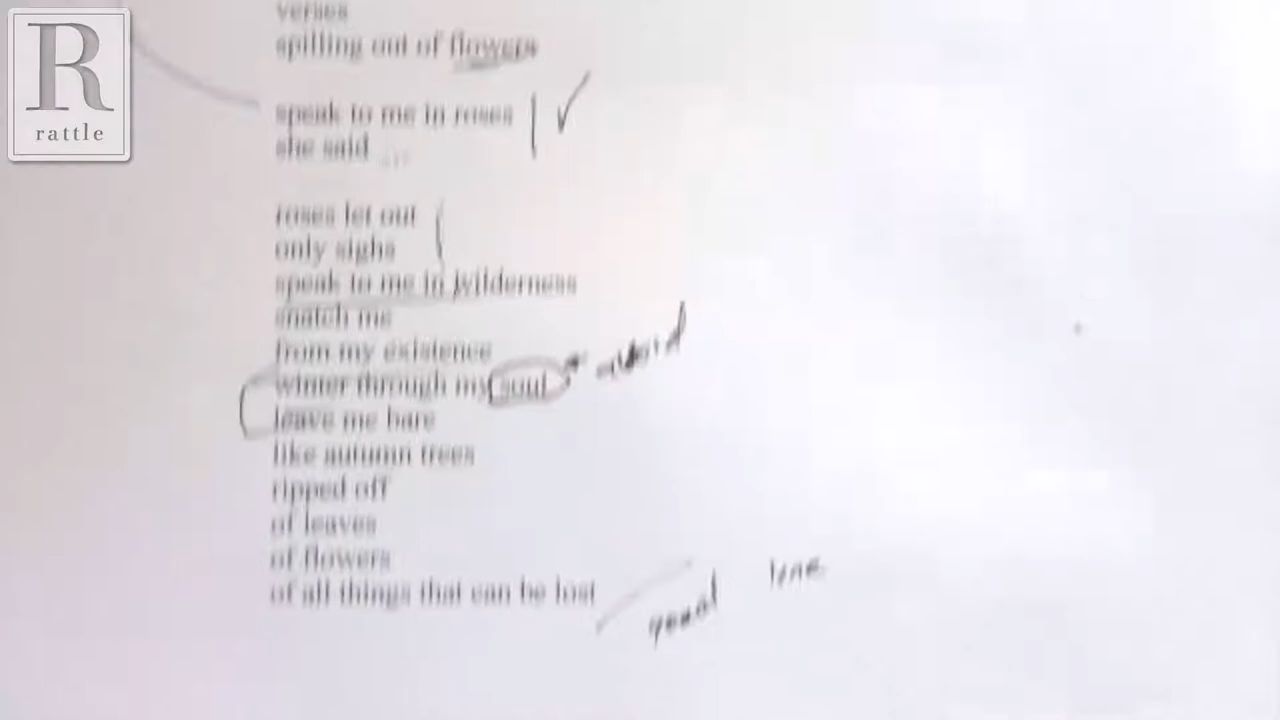 R
rattle
verses
spilling out of flowers
speak to me in roses
she said ...
roses let out
only sighs
speak to me in wilderness
snatch me
from my existence
winter through my soul
avoid
leave me bare
like autumn trees
ripped off
of leaves
of flowers
of all things that can be lost
good line